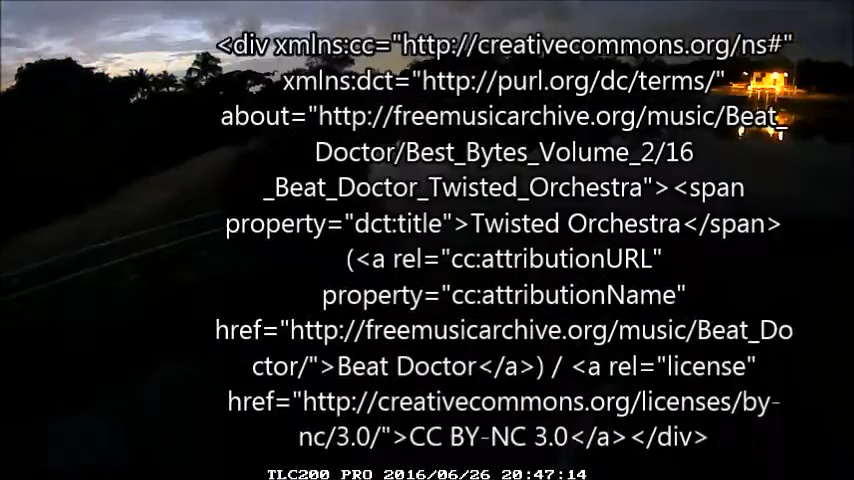 <div xmlns:cc="http://creativecommons.org/ns#"
xmlns:dct="http://purl.org/dc/terms/"
about="http://freemusicarchive.org/music/Beat_
Doctor/Best_Bytes_Volume_2/16
_Beat_Doctor_Twisted_Orchestra"><span
property="dct:title">Twisted Orchestra</span>
(<a rel="cc:attributionURL"
property="cc:attributionName"
href="http://freemusicarchive.org/music/Beat_Do
ctor/">Beat Doctor</a>) / <a rel="license"
href="http://creativecommons.org/licenses/by-
nc/3.0/">CC BY-NC 3.0</a></div>
TLC200 PRO 2016/06/26 20:47:14